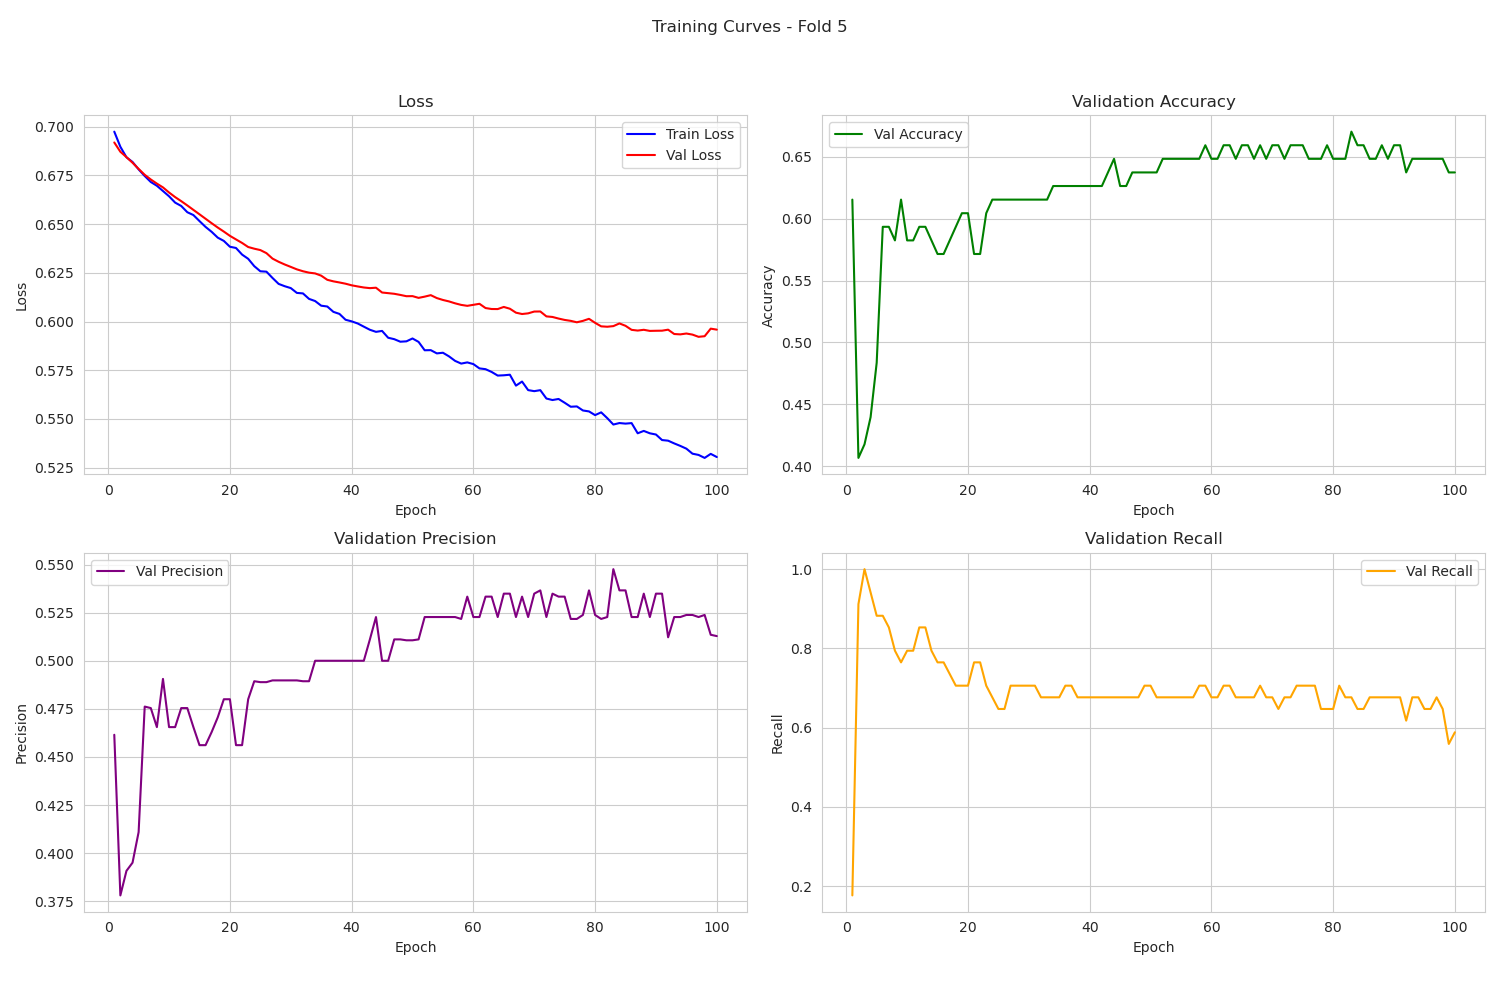 Training Curves - Fold 5
Loss
0.700
0.675
0.650
0.625
0.600
0.575
0.550
0.525
Loss
Train Loss
Val Loss
0 20 40 60 80 100
Epoch
Validation Accuracy
0.65
0.60
0.55
0.50
0.45
0.40
Accuracy
Val Accuracy
0 20 40 60 80 100
Epoch
Validation Precision
0.550
0.525
0.500
0.475
0.450
0.425
0.400
0.375
Precision
Val Precision
0 20 40 60 80 100
Epoch
Validation Recall
1.0
0.8
0.6
0.4
0.2
Recall
Val Recall
0 20 40 60 80 100
Epoch